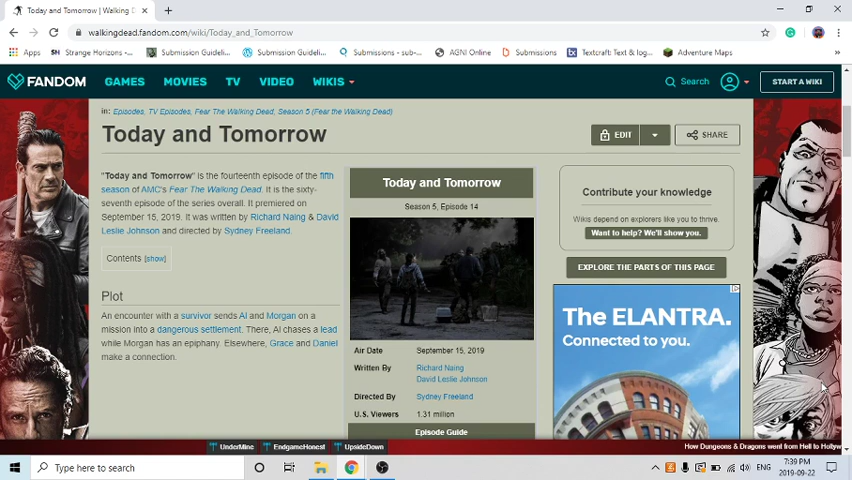 Today and Tomorrow | Walking D
walkingdead.fandom.com/wiki/Today_and_Tomorrow
Apps
Strange Horizons...
Submission Guideli...
Submission Guideli...
Submissions - sub-...
AGNI Online
Submissions
Textcraft: Text & log...
Adventure Maps
FANDOM
GAMES
MOVIES
TV
VIDEO
WIKIS
Search
START A WIKI
in: Episodes, TV Episodes, Fear The Walking Dead, Season 5 (Fear the Walking Dead)
Today and Tomorrow
EDIT
SHARE
"Today and Tomorrow" is the fourteenth episode of the fifth
season of AMC's Fear The Walking Dead. It is the sixty-
seventh episode of the series overall. It premiered on
September 15, 2019. It was written by Richard Naing & David
Leslie Johnson and directed by Sydney Freeland.
Contents [show]
Plot
An encounter with a survivor sends Al and Morgan on a
mission into a dangerous settlement. There, Al chases a lead
while Morgan has an epiphany. Elsewhere, Grace and Daniel
make a connection.
Today and Tomorrow
Season 5, Episode 14
Air Date September 15, 2019
Written By Richard Naing
David Leslie Johnson
Directed By Sydney Freeland
U.S. Viewers 1.31 million
Episode Guide
Contribute your knowledge
Wikis depend on explorers like you to thrive.
Want to help? We'll show you.
EXPLORE THE PARTS OF THIS PAGE
The ELANTRA.
Connected to you.
UnderMine
EndgameHonest
UpsideDown
How Dungeons & Dragons went from Hell to Hollyw
Type here to search
ENG
7:39 PM
2019-09-22